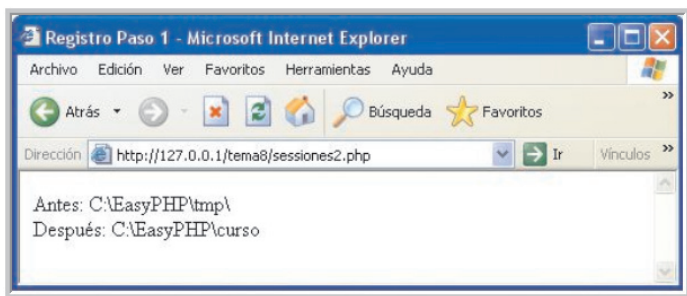 Registro Paso 1 - Microsoft Internet Explorer
Archivo Edición Ver Favoritos Herramientas Ayuda
Atrás Búsqueda Favoritos »
Dirección http://127.0.0.1/tema8/sessiones2.php Ir Vínculos »
Antes: C:\EasyPHP\tmp\
Después: C:\EasyPHP\curso